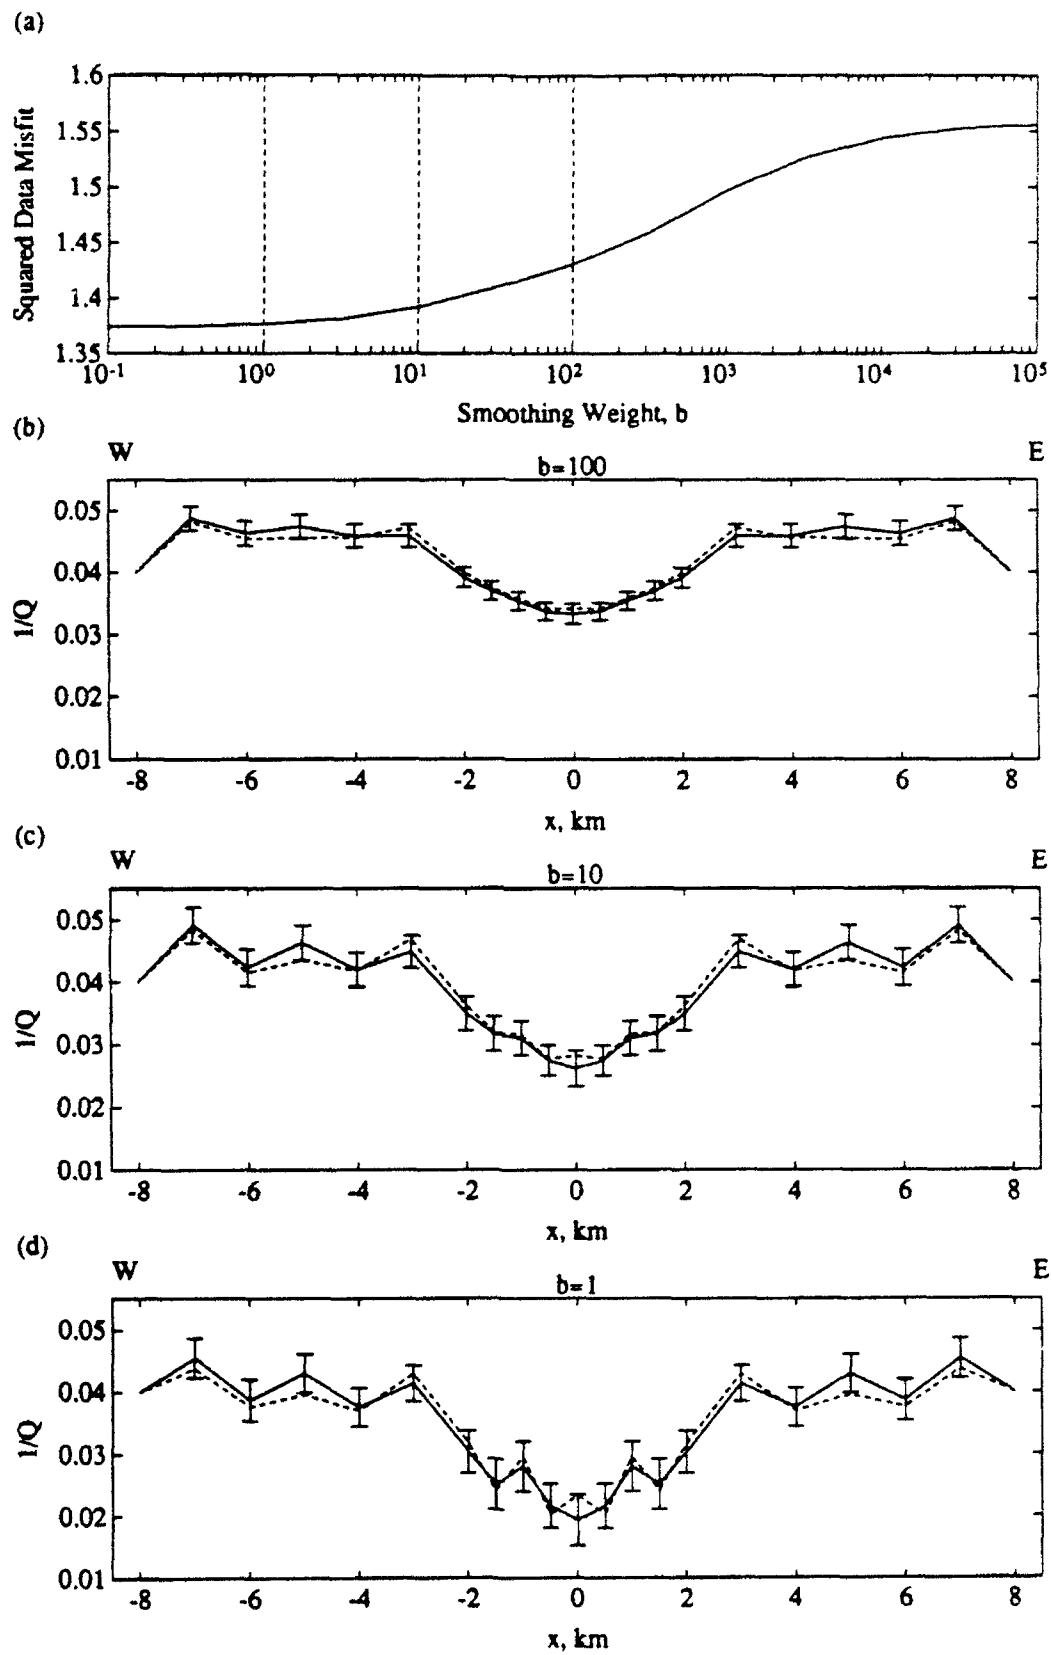 (a)
1.6
1.55
1.5
1.45
1.4
1.35
Squared Data Misfit
10-1 100 101 102 103 104 105
Smoothing Weight, b
(b)
W E
b=100
0.05
0.04
0.03
0.02
0.01
1/Q
-8 -6 -4 -2 0 2 4 6 8
x, km
(c)
W E
b=10
0.05
0.04
0.03
0.02
0.01
1/Q
-8 -6 -4 -2 0 2 4 6 8
x, km
(d)
W E
b=1
0.05
0.04
0.03
0.02
0.01
1/Q
-8 -6 -4 -2 0 2 4 6 8
x, km